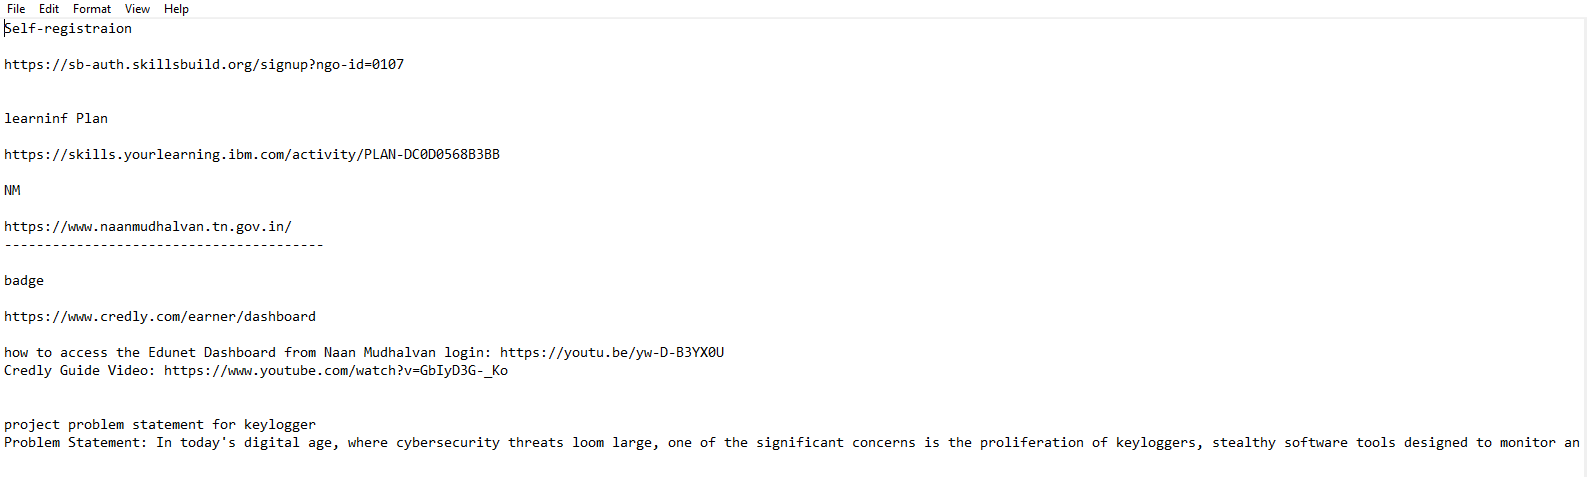 File Edit Format View Help
Self-registraion
https://sb-auth.skillsbuild.org/signup?ngo-id=0107
learninf Plan
https://skills.yourlearning.ibm.com/activity/PLAN-DC0D0568B3BB
NM
https://www.naanmudhalvan.tn.gov.in/
----------------------------------------
badge
https://www.credly.com/earner/dashboard
how to access the Edunet Dashboard from Naan Mudhalvan login: https://youtu.be/yw-D-B3YX0U
Credly Guide Video: https://www.youtube.com/watch?v=GbIyD3G-_Ko
project problem statement for keylogger
Problem Statement: In today's digital age, where cybersecurity threats loom large, one of the significant concerns is the proliferation of keyloggers, stealthy software tools designed to monitor an